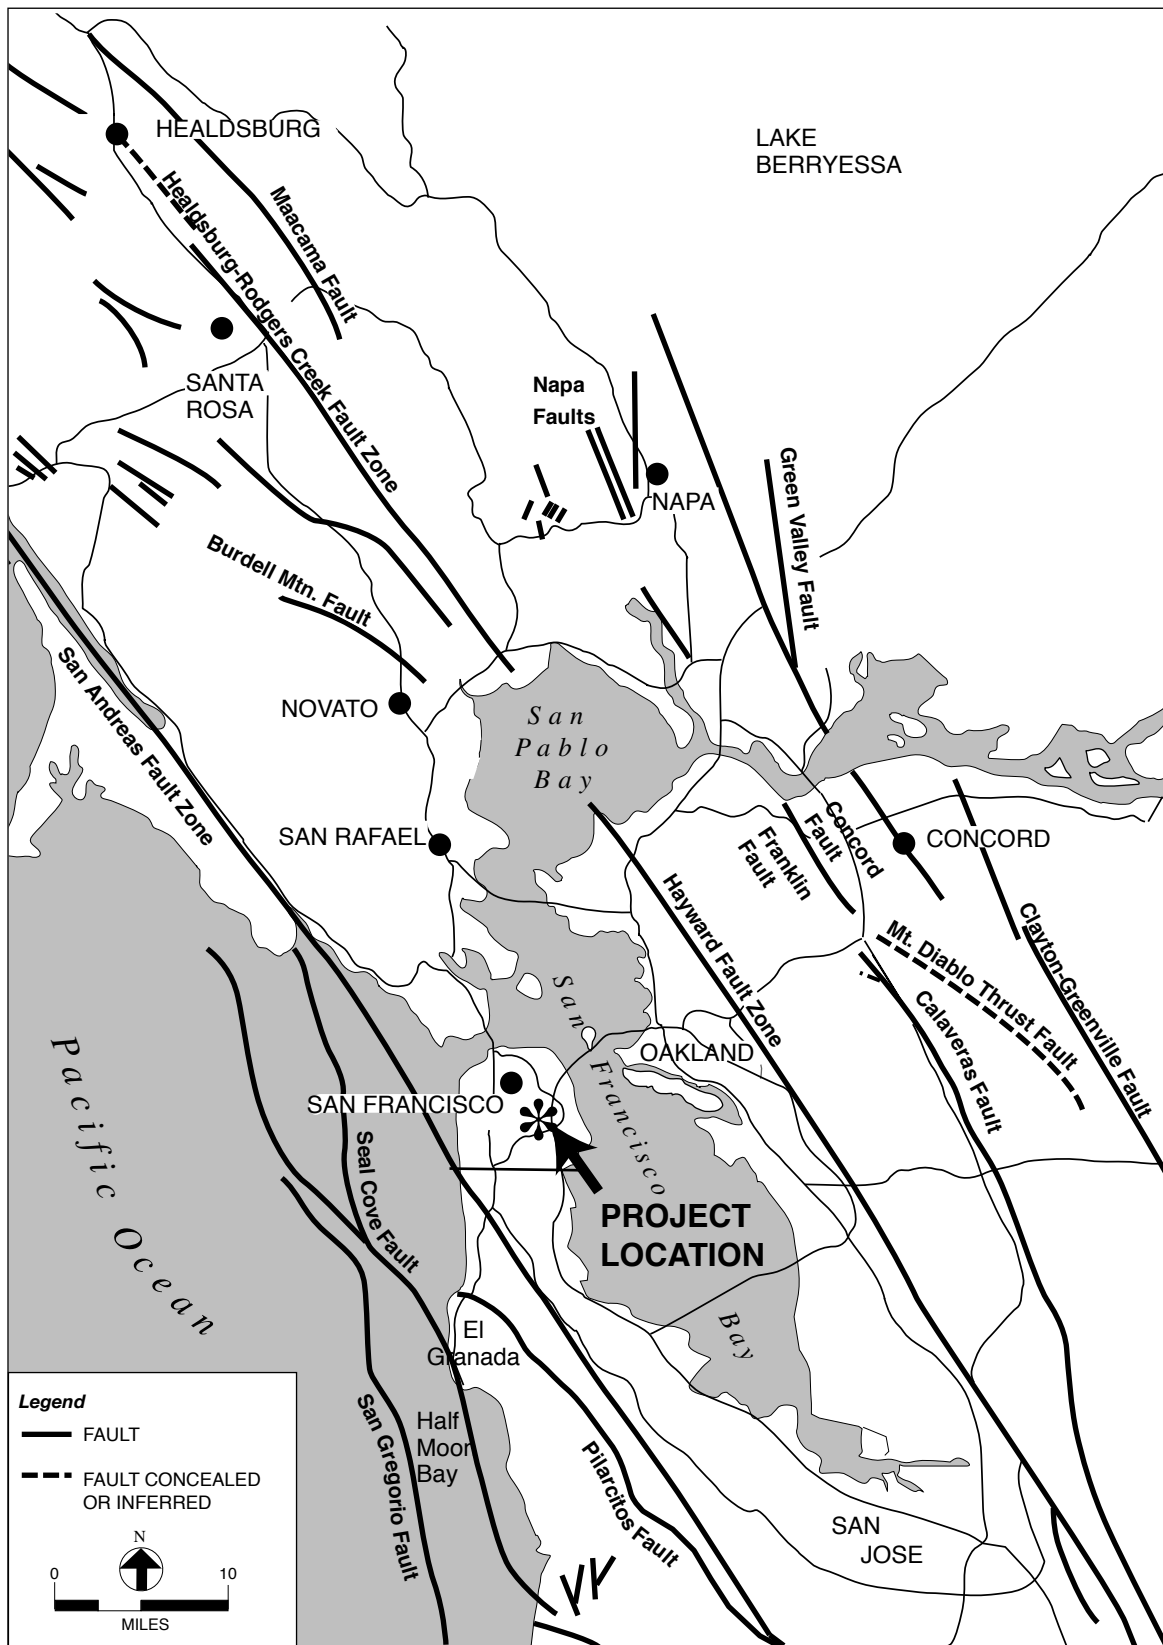 HEALDSBURG
LAKE
BERRYESSA
Healdsburg-Rodgers Creek Fault Zone
Maacama Fault
SANTA
ROSA
Napa
Faults
NAPA
Green Valley Fault
Burdell Mtn. Fault
San Andreas Fault Zone
NOVATO
San
Pablo
Bay
SAN RAFAEL
Concord
Fault
Franklin
Fault
CONCORD
Hayward Fault Zone
Mt. Diablo Thrust Fault
Clayton-Greenville Fault
Calaveras Fault
San Francisco Bay
OAKLAND
Pacific Ocean
SAN FRANCISCO
Seal Cove Fault
PROJECT
LOCATION
El
Granada
Half
Moon
Bay
San Gregorio Fault
Pilarcitos Fault
SAN
JOSE
Legend
FAULT
FAULT CONCEALED
OR INFERRED
N
0 10
MILES